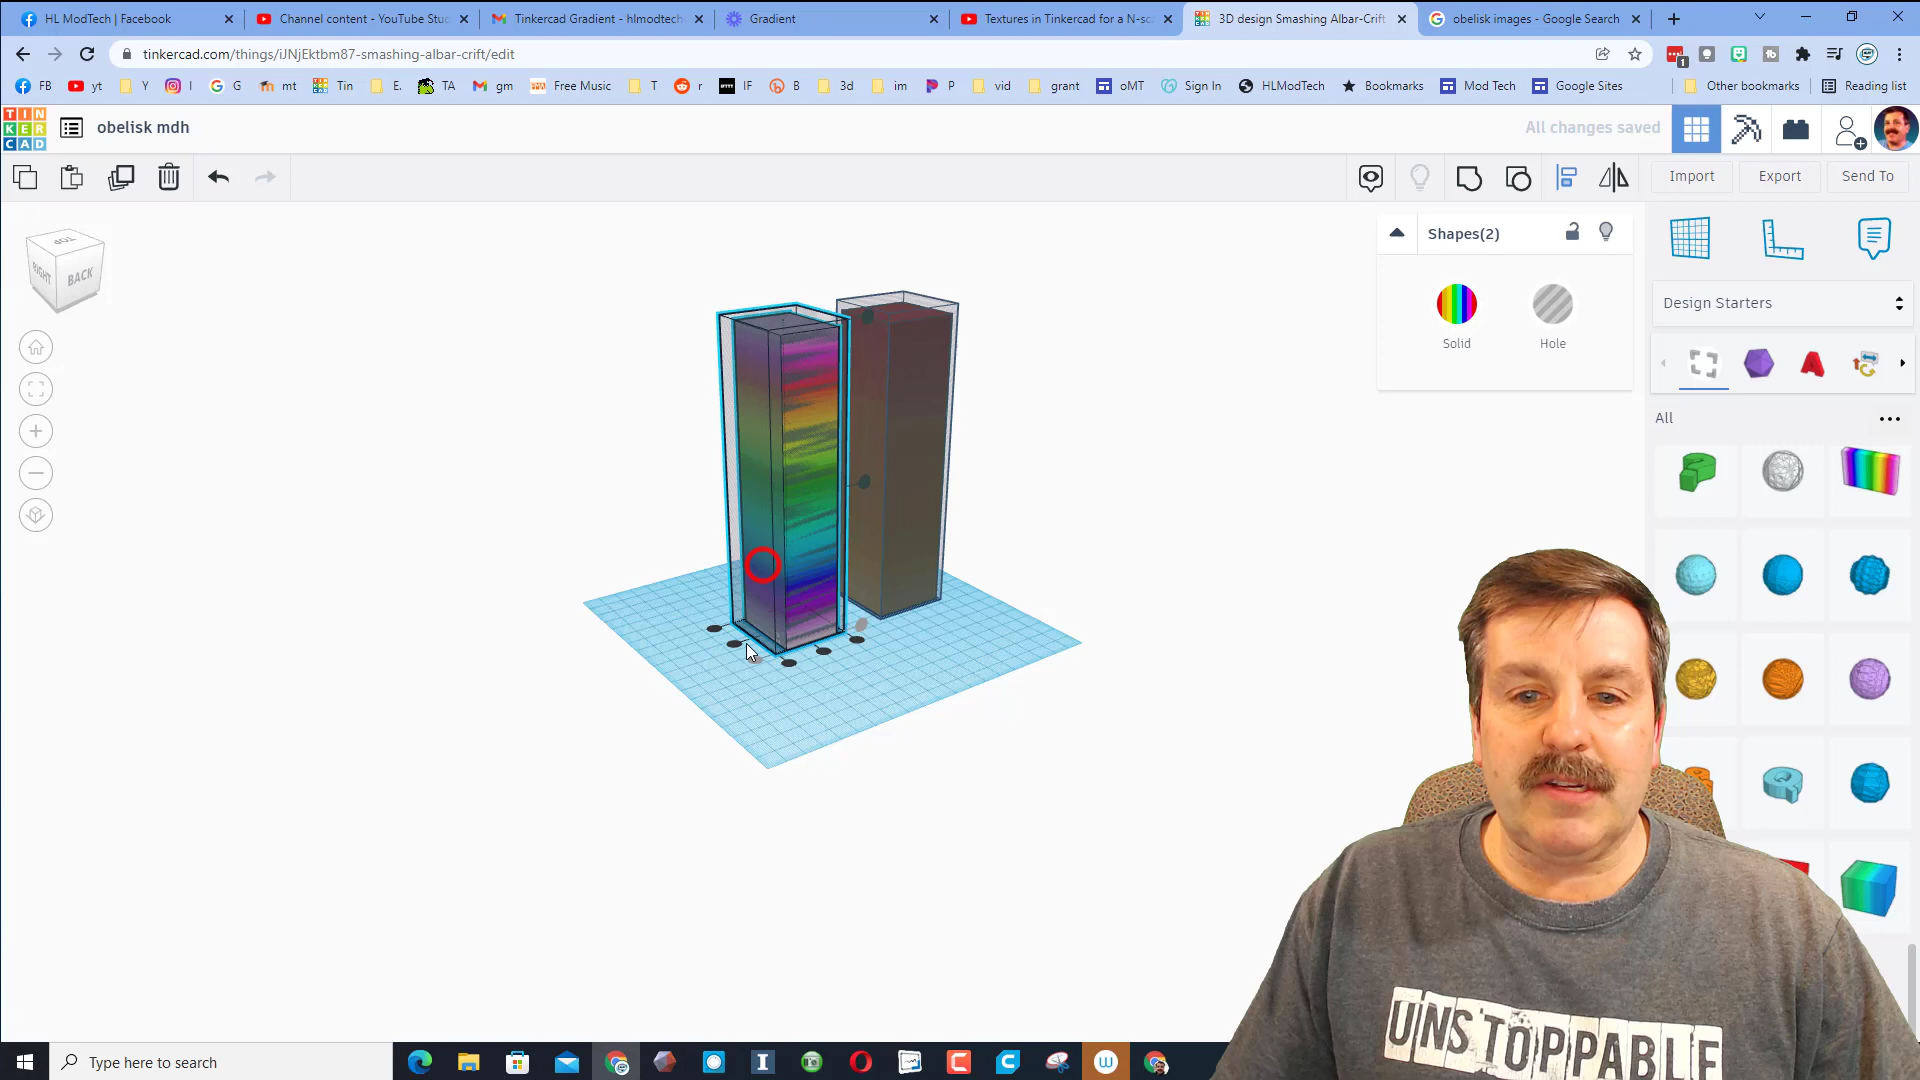 HL ModTech | Facebook
Channel content - YouTube Stu
Tinkercad Gradient - hlmodtech
Gradient
Textures in Tinkercad for a N-sc
3D design Smashing Albar-Crift
obelisk images - Google Search
tinkercad.com/things/iJNjEktbm87-smashing-albar-crift/edit
1
FB
yt
Y
I
G
mt
Tin
E.
TA
gm
Free Music
T
r
IF
B
3d
im
P
vid
grant
oMT
Sign In
HLModTech
Bookmarks
Mod Tech
Google Sites
Other bookmarks
Reading list
TIN
KER
CAD
obelisk mdh
All changes saved
Import
Export
Send To
TOP
RIGHT
BACK
Shapes(2)
Solid
Hole
Design Starters
All
UNSTOPPABLE
Type here to search